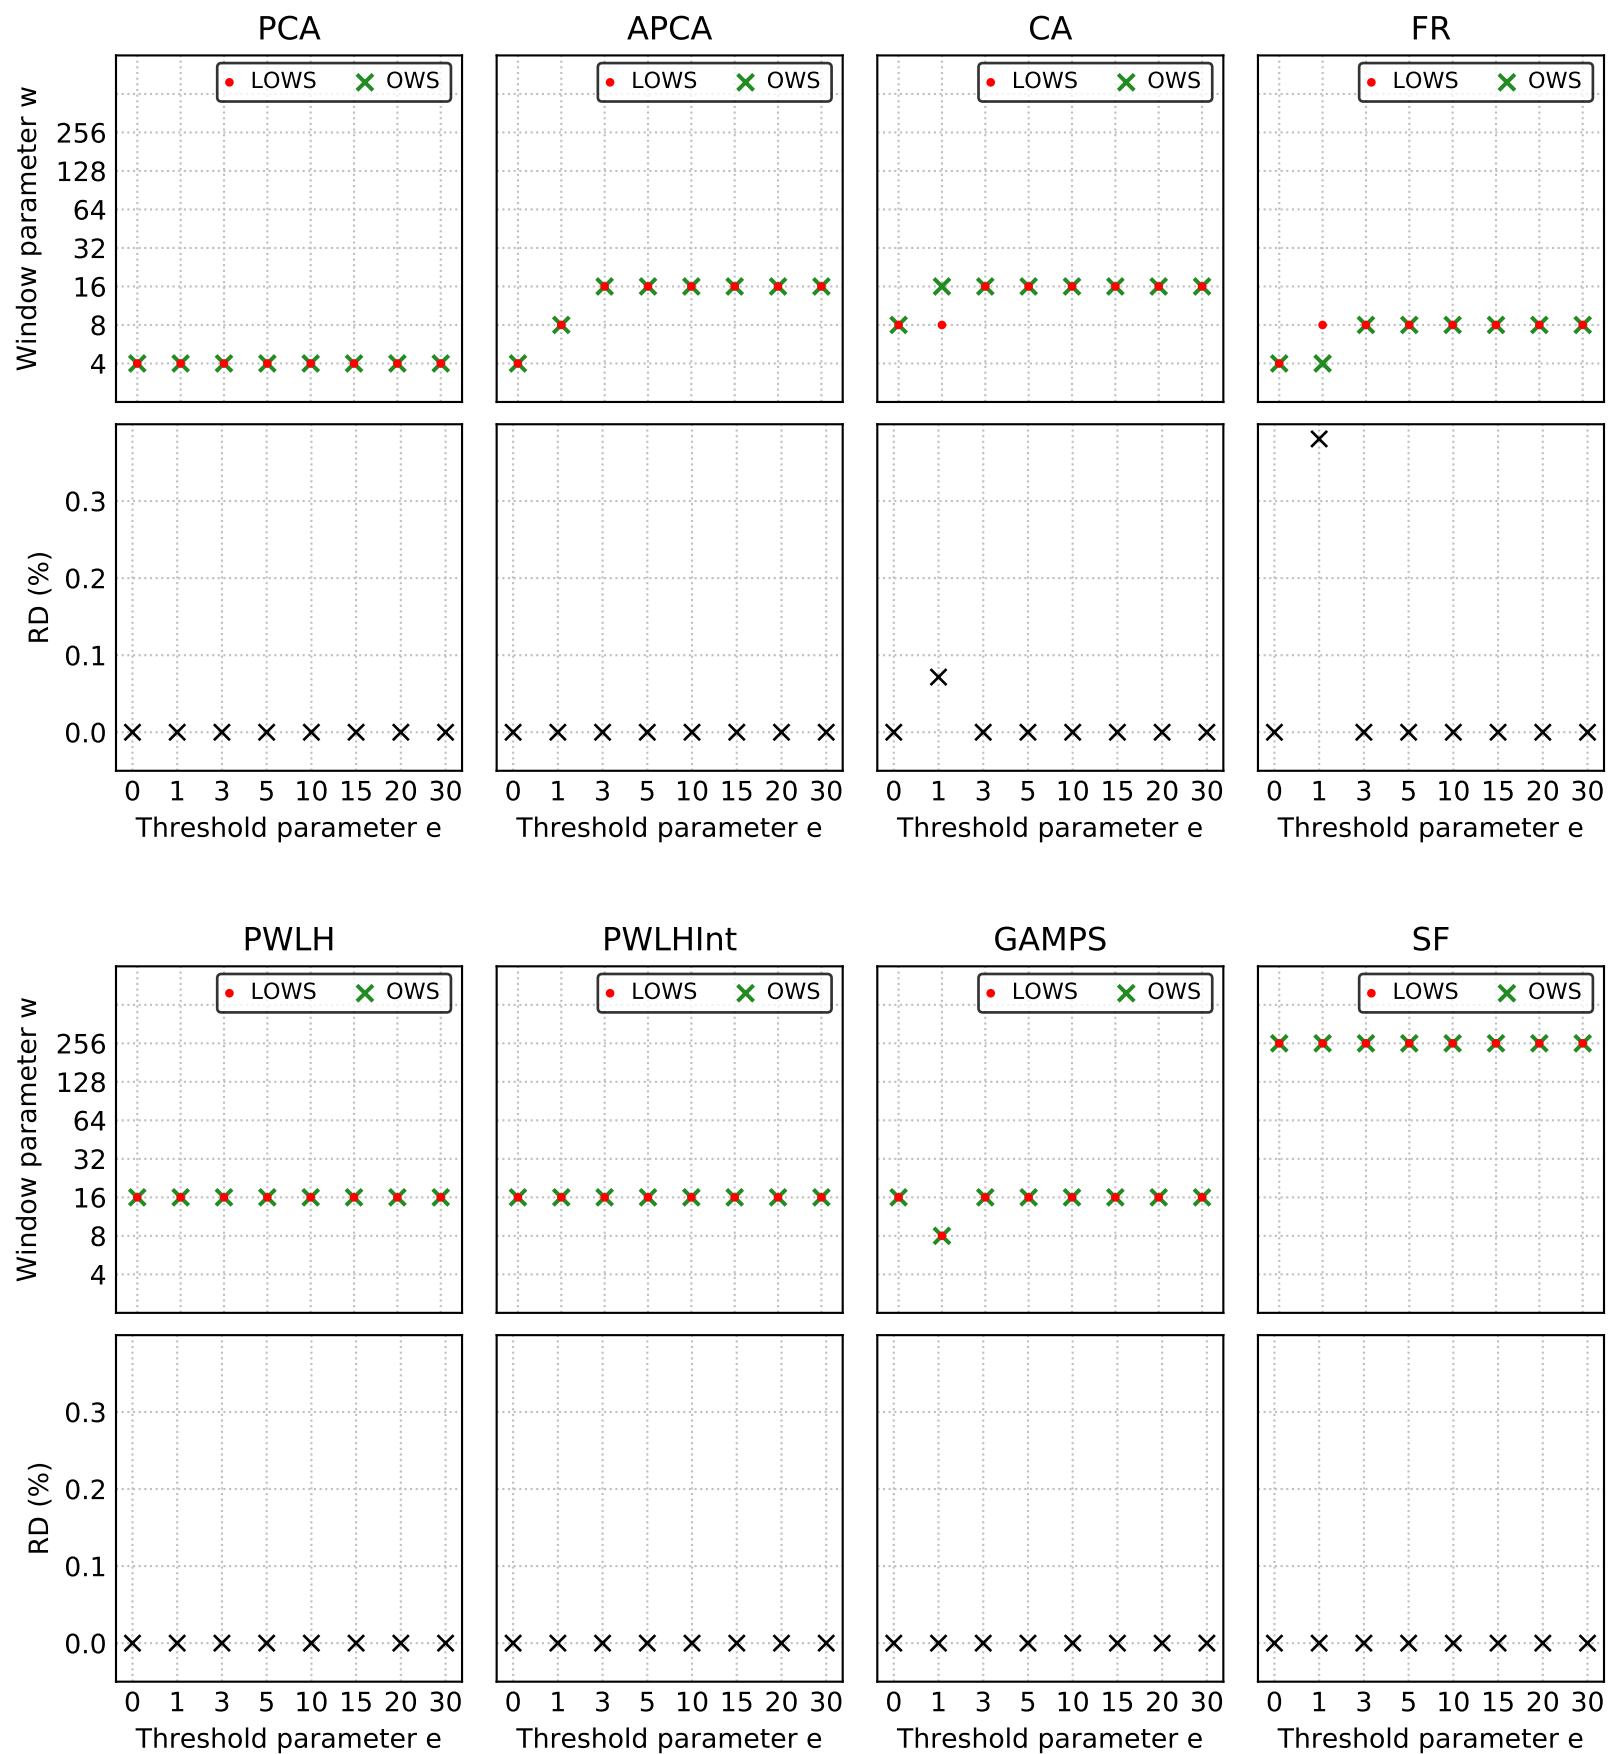 PCA APCA CA FR
LOWS OWS LOWS OWS LOWS OWS LOWS OWS
Window parameter w
256
128
64
32
16
8
4
RD (%)
0.3
0.2
0.1
0.0
0 1 3 5 10 15 20 30 0 1 3 5 10 15 20 30 0 1 3 5 10 15 20 30 0 1 3 5 10 15 20 30
Threshold parameter e Threshold parameter e Threshold parameter e Threshold parameter e
PWLH PWLHInt GAMPS SF
LOWS OWS LOWS OWS LOWS OWS LOWS OWS
Window parameter w
256
128
64
32
16
8
4
RD (%)
0.3
0.2
0.1
0.0
0 1 3 5 10 15 20 30 0 1 3 5 10 15 20 30 0 1 3 5 10 15 20 30 0 1 3 5 10 15 20 30
Threshold parameter e Threshold parameter e Threshold parameter e Threshold parameter e